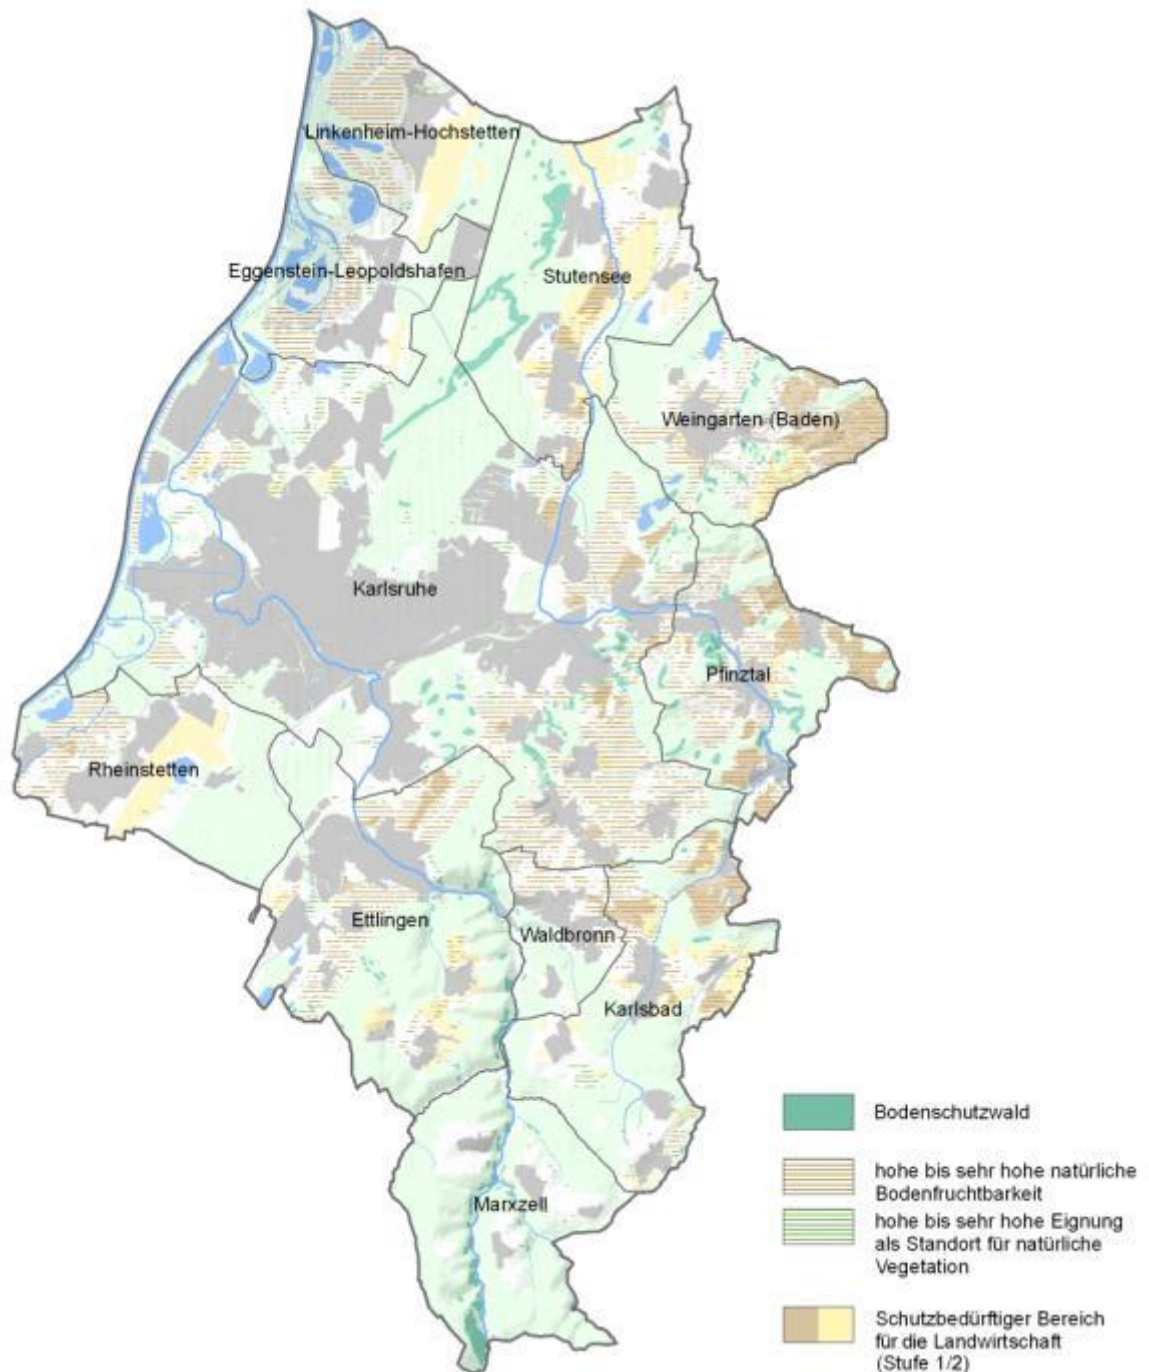 Linkenheim-Hochstetten
Eggenstein-Leopoldshafen
Stutensee
Weingarten (Baden)
Karlsruhe
Pfinztal
Rheinstetten
Ettlingen
Waldbronn
Karlsbad
Marxzell
Bodenschutzwald
hohe bis sehr hohe natürliche
Bodenfruchtbarkeit
hohe bis sehr hohe Eignung
als Standort für natürliche
Vegetation
Schutzbedürftiger Bereich
für die Landwirtschaft
(Stufe 1/2)